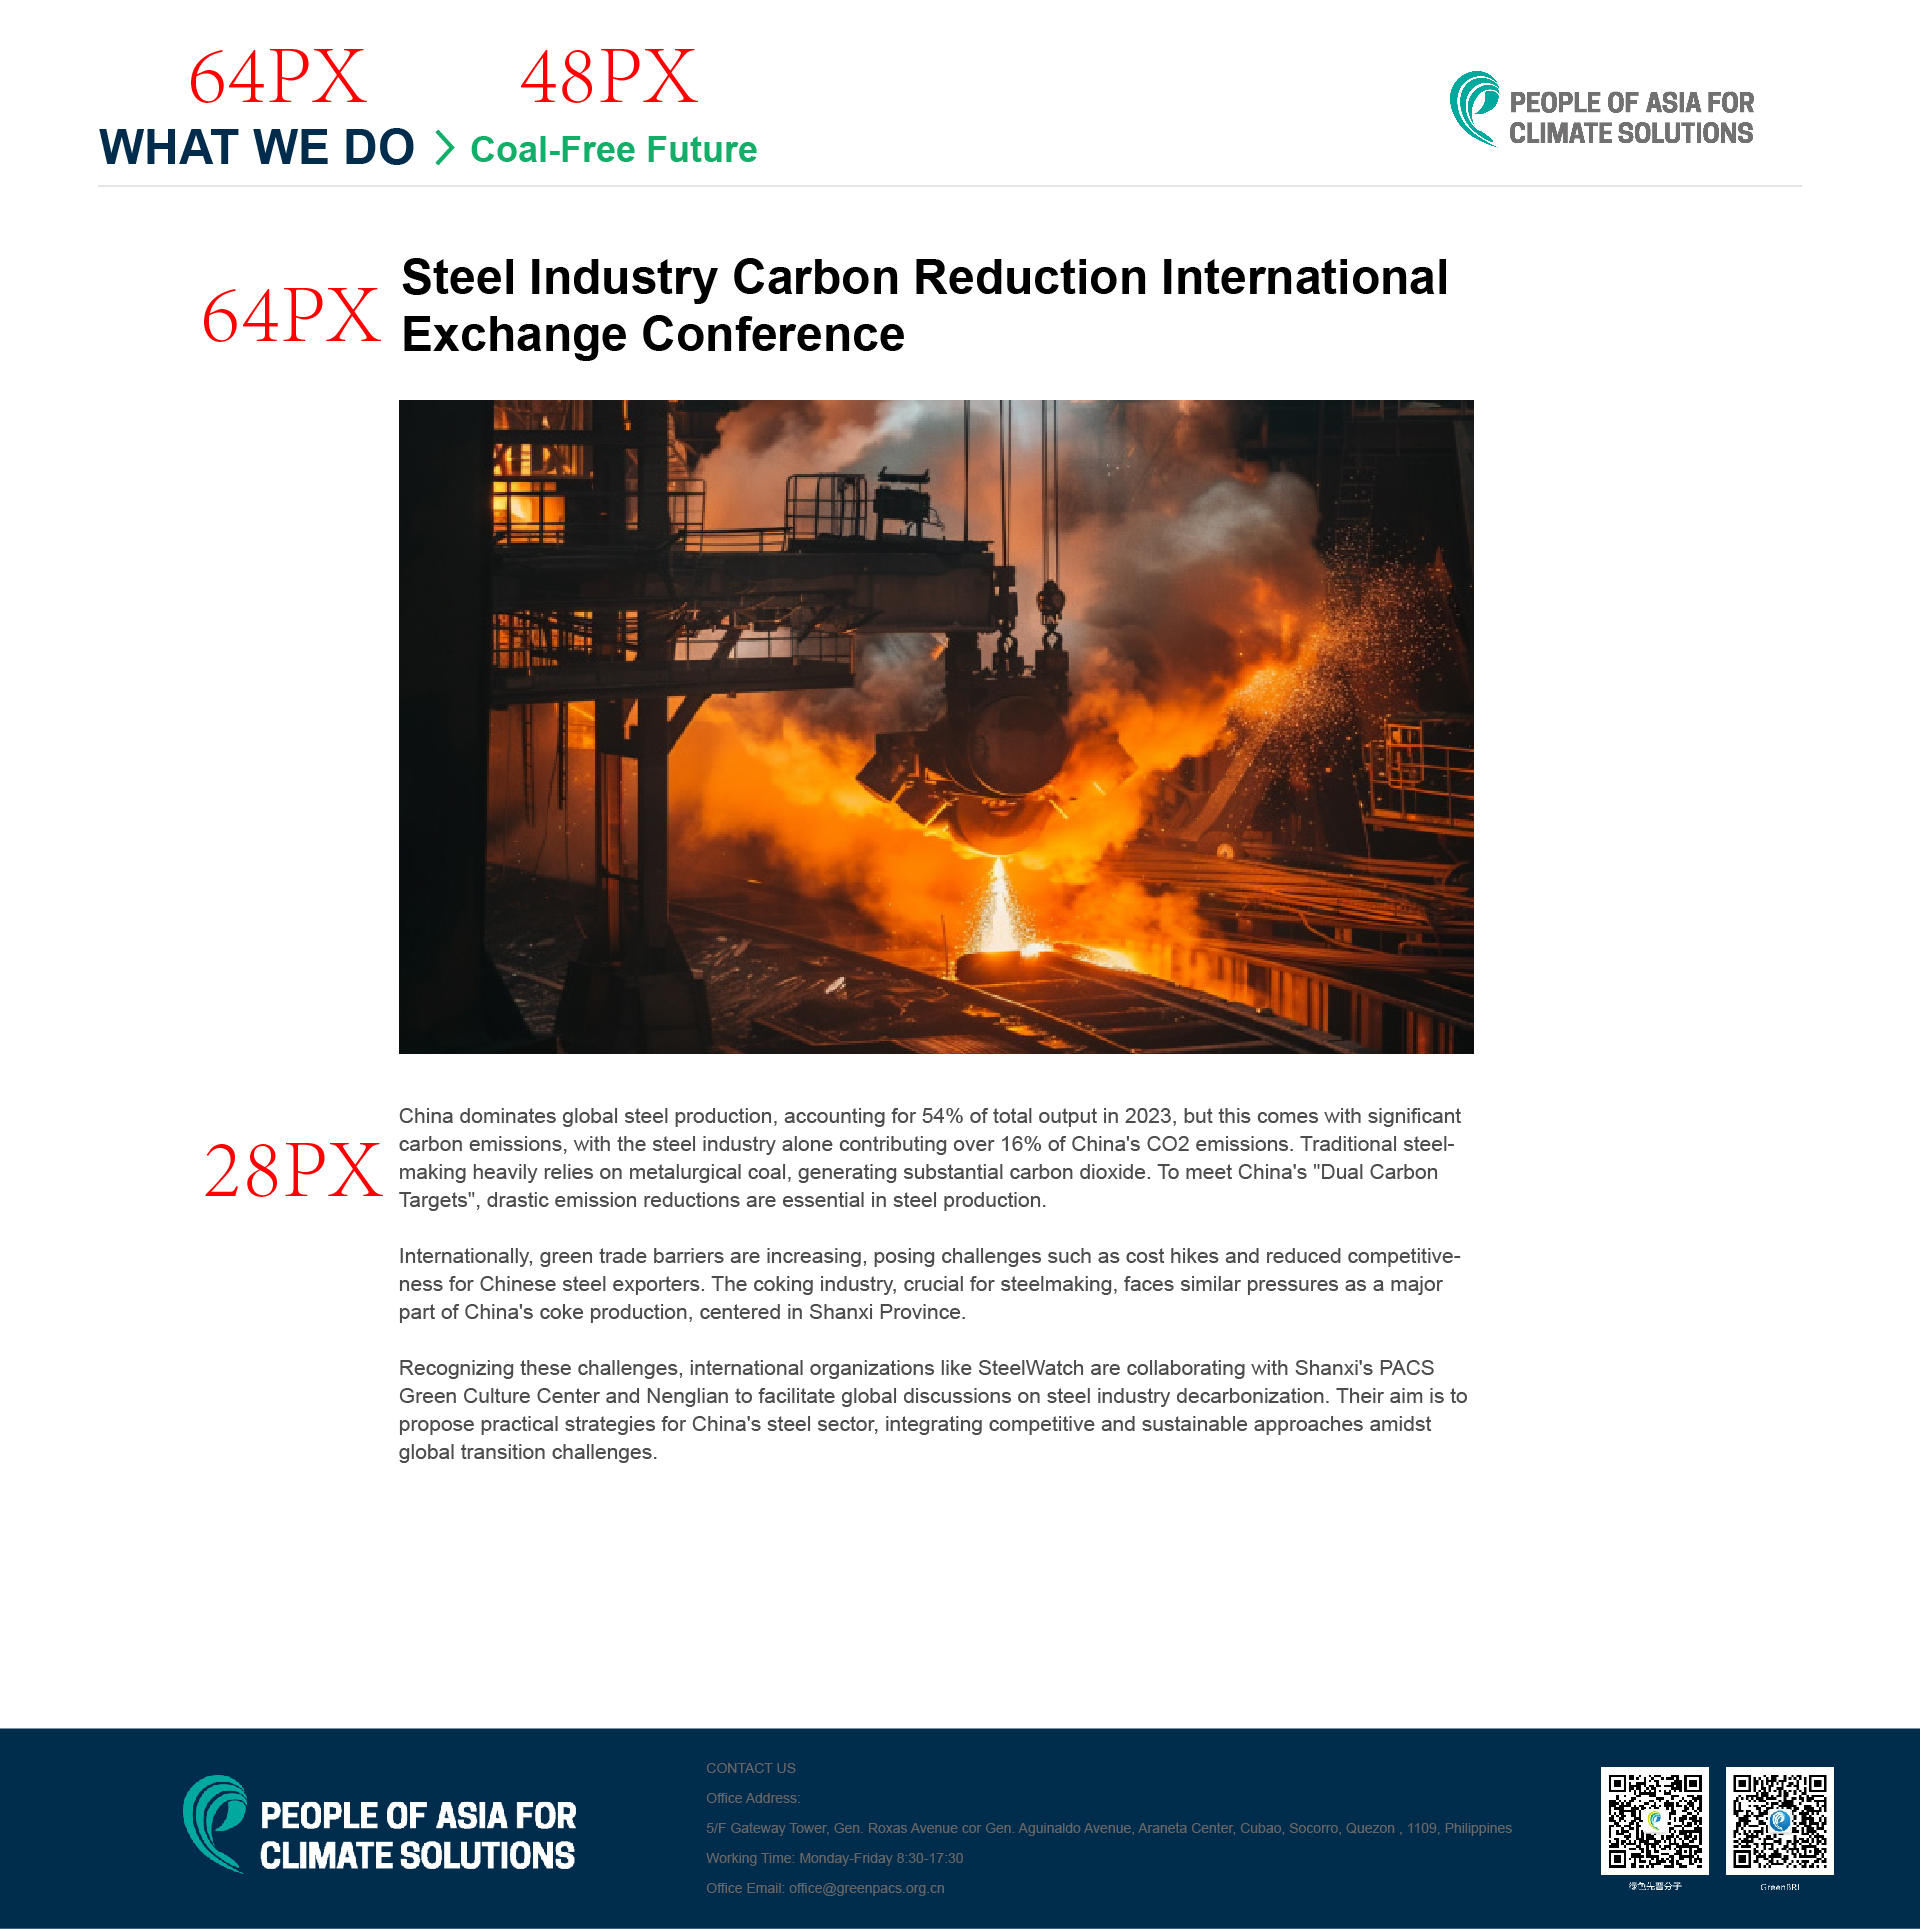 64PX 48PX
WHAT WE DO > Coal-Free Future
PEOPLE OF ASIA FOR
CLIMATE SOLUTIONS
64PX
Steel Industry Carbon Reduction International
Exchange Conference
28PX
China dominates global steel production, accounting for 54% of total output in 2023, but this comes with significant
carbon emissions, with the steel industry alone contributing over 16% of China's CO2 emissions. Traditional steel-
making heavily relies on metalurgical coal, generating substantial carbon dioxide. To meet China's "Dual Carbon
Targets", drastic emission reductions are essential in steel production.
Internationally, green trade barriers are increasing, posing challenges such as cost hikes and reduced competitive-
ness for Chinese steel exporters. The coking industry, crucial for steelmaking, faces similar pressures as a major
part of China's coke production, centered in Shanxi Province.
Recognizing these challenges, international organizations like SteelWatch are collaborating with Shanxi's PACS
Green Culture Center and Nenglian to facilitate global discussions on steel industry decarbonization. Their aim is to
propose practical strategies for China's steel sector, integrating competitive and sustainable approaches amidst
global transition challenges.
PEOPLE OF ASIA FOR
CLIMATE SOLUTIONS
CONTACT US
Office Address:
5/F Gateway Tower, Gen. Roxas Avenue cor Gen. Aguinaldo Avenue, Araneta Center, Cubao, Socorro, Quezon , 1109, Philippines
Working Time: Monday-Friday 8:30-17:30
Office Email: office@greenpacs.org.cn
绿色先疆分子
GreenBRI